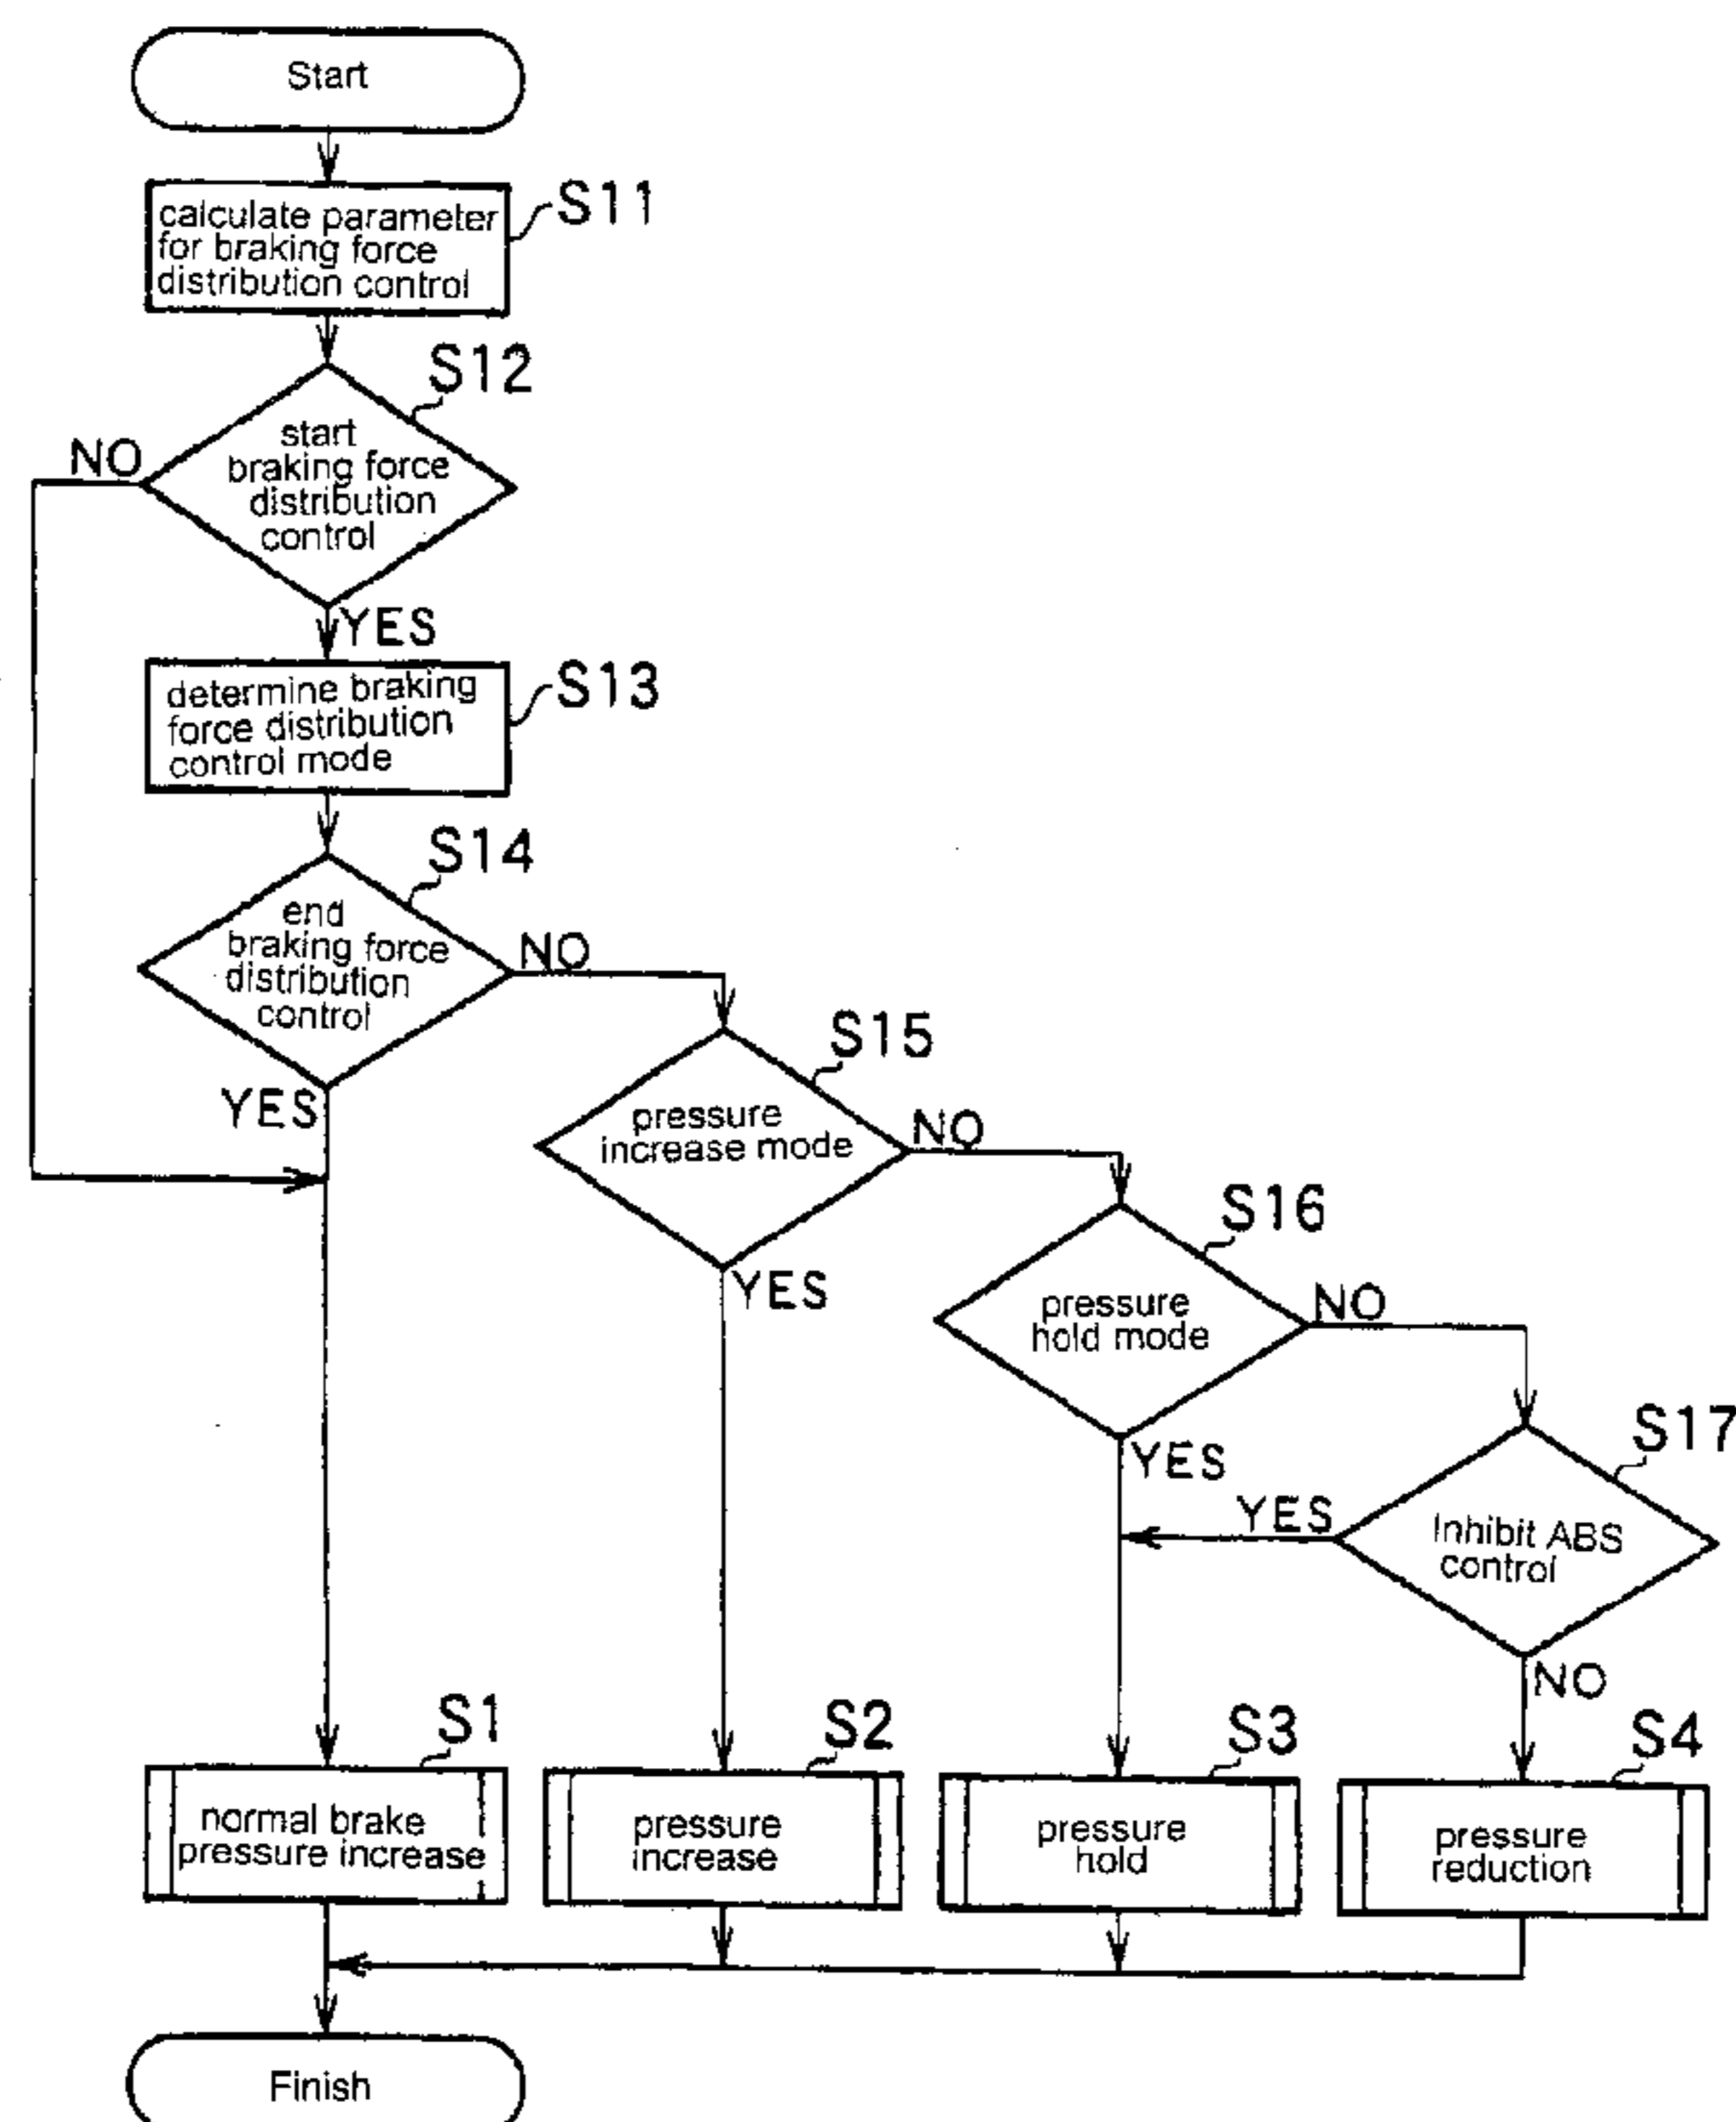 Start
calculate parameter
for braking force
distribution control
S11
S12
start
braking force
distribution
control
NO
YES
determine braking
force distribution
control mode
S13
S14
end
braking force
distribution
control
NO
YES
S15
pressure
increase mode
NO
YES
S16
pressure
hold mode
NO
YES
S17
Inhibit ABS
control
YES
NO
S1
normal brake
pressure increase
S2
pressure
increase
S3
pressure
hold
S4
pressure
reduction
Finish